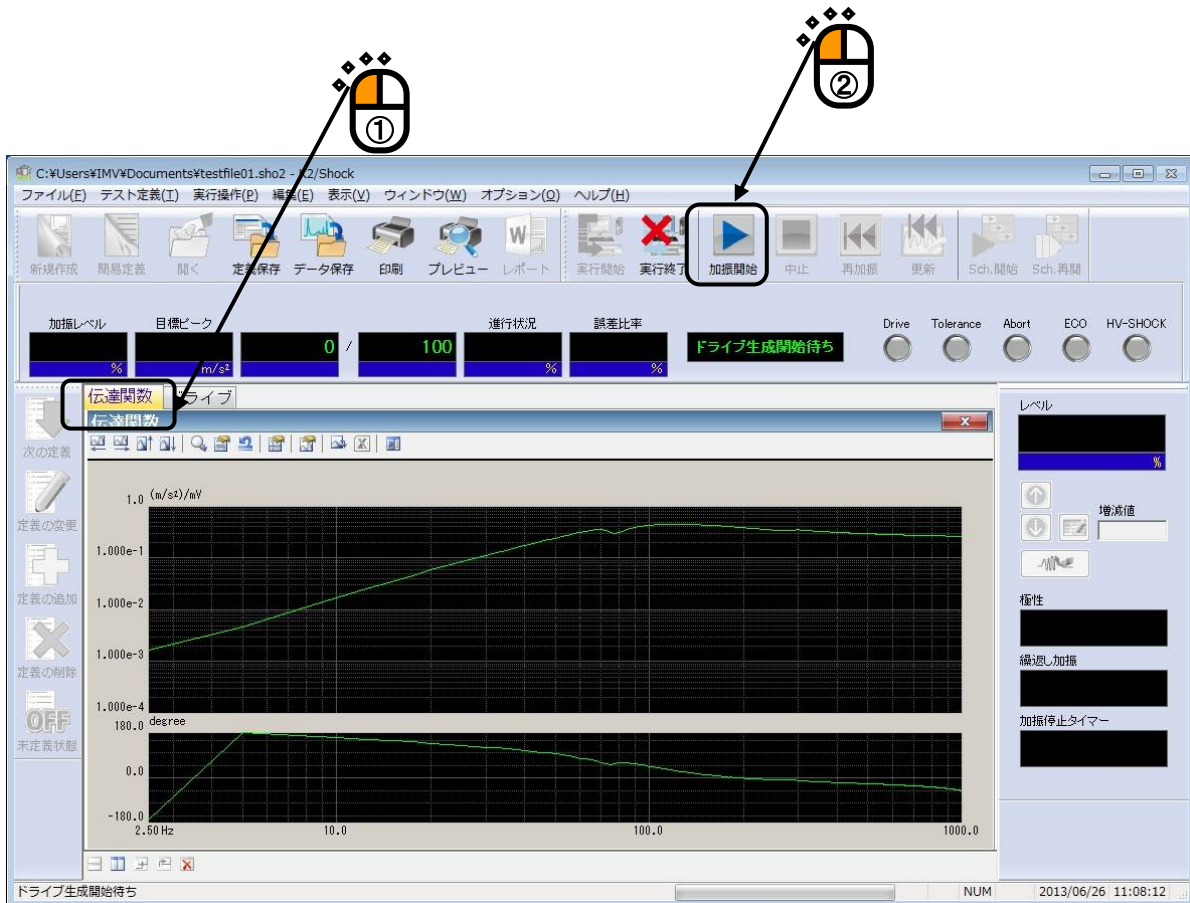 ②
①
C:¥Users¥IMV¥Documents¥testfile01.sho2 - K2/Shock
ファイル(F) テスト定義(T) 実行操作(P) 編集(E) 表示(V) ウィンドウ(W) オプション(O) ヘルプ(H)
新規作成 簡易定義 開く 定義保存 データ保存 印刷 プレビュー レポート 実行開始 実行終了 加振開始 中止 再加振 更新 Sch.開始 Sch.再開
加振レベル 目標ピーク 進行状況 誤差比率 Drive Tolerance Abort ECO HV-SHOCK
0 / 100 ドライブ生成開始待ち
% m/s² % %
伝達関数 ドライブ
伝達関数
次の定義
定義の変更
定義の追加
定義の削除
OFF
未定義状態
1.0 (m/s²)/mV
1.000e-1
1.000e-2
1.000e-3
1.000e-4
180.0 degree
0.0
-180.0
2.50 Hz 10.0 100.0 1000.0
レベル
%
増減値
極性
繰返し加振
加振停止タイマー
ドライブ生成開始待ち NUM 2013/06/26 11:08:12